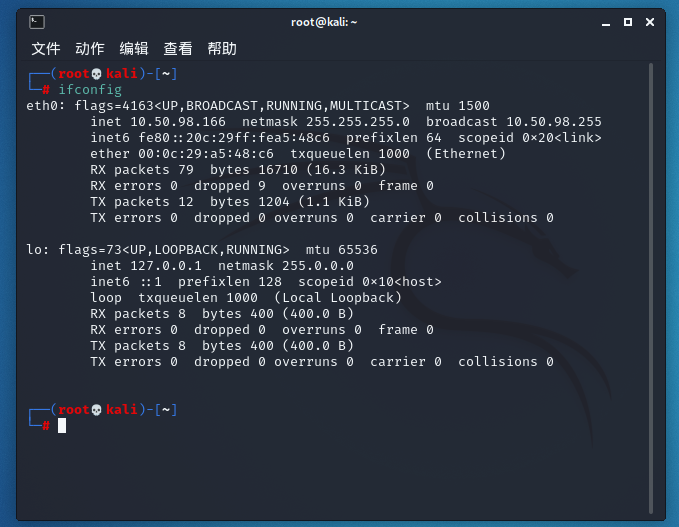 root@kali: ~
文件 动作 编辑 查看 帮助
┌──(root💀kali)-[~]
└─# ifconfig
eth0: flags=4163<UP,BROADCAST,RUNNING,MULTICAST>  mtu 1500
        inet 10.50.98.166  netmask 255.255.255.0  broadcast 10.50.98.255
        inet6 fe80::20c:29ff:fea5:48c6  prefixlen 64  scopeid 0×20<link>
        ether 00:0c:29:a5:48:c6  txqueuelen 1000  (Ethernet)
        RX packets 79  bytes 16710 (16.3 KiB)
        RX errors 0  dropped 9  overruns 0  frame 0
        TX packets 12  bytes 1204 (1.1 KiB)
        TX errors 0  dropped 0 overruns 0  carrier 0  collisions 0

lo: flags=73<UP,LOOPBACK,RUNNING>  mtu 65536
        inet 127.0.0.1  netmask 255.0.0.0
        inet6 ::1  prefixlen 128  scopeid 0×10<host>
        loop  txqueuelen 1000  (Local Loopback)
        RX packets 8  bytes 400 (400.0 B)
        RX errors 0  dropped 0  overruns 0  frame 0
        TX packets 8  bytes 400 (400.0 B)
        TX errors 0  dropped 0 overruns 0  carrier 0  collisions 0

┌──(root💀kali)-[~]
└─#